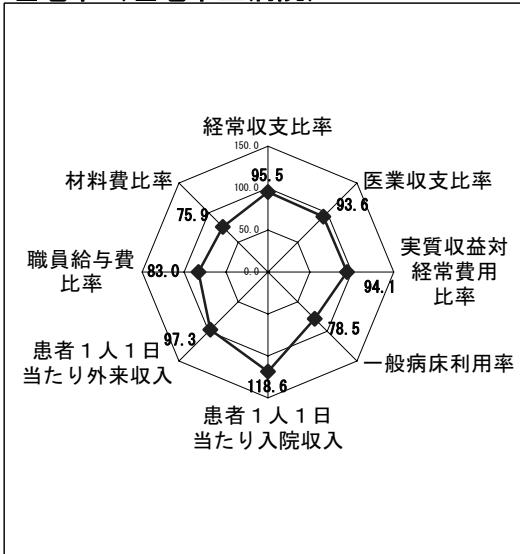 経常収支比率
150.0
材料費比率
医業収支比率
95.5
100.0
93.6
75.9
50.0
職員給与費
比率
83.0
0.0
実質収益対
経常費用
比率
94.1
97.3
78.5
患者１人１日
当たり外来収入
一般病床利用率
118.6
患者１人１日
当たり入院収入